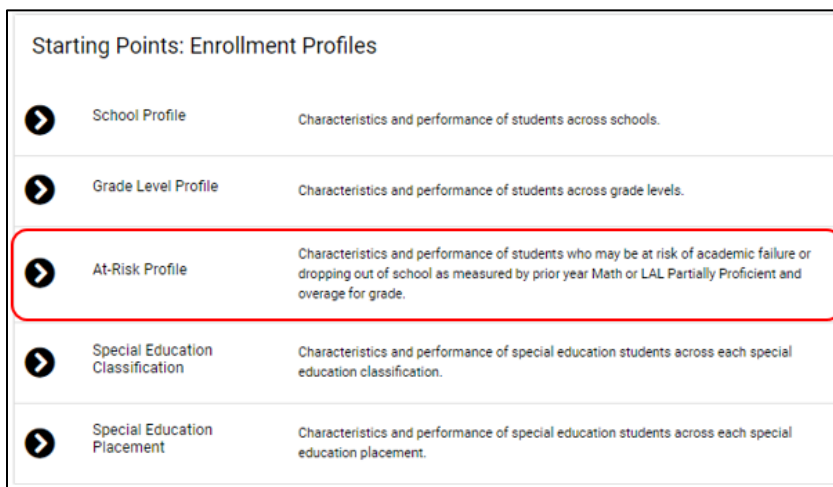 Starting Points: Enrollment Profiles
School Profile
Characteristics and performance of students across schools.
Grade Level Profile
Characteristics and performance of students across grade levels.
At-Risk Profile
Characteristics and performance of students who may be at risk of academic failure or
dropping out of school as measured by prior year Math or LAL Partially Proficient and
overage for grade.
Special Education
Classification
Characteristics and performance of special education students across each special
education classification.
Special Education
Placement
Characteristics and performance of special education students across each special
education placement.